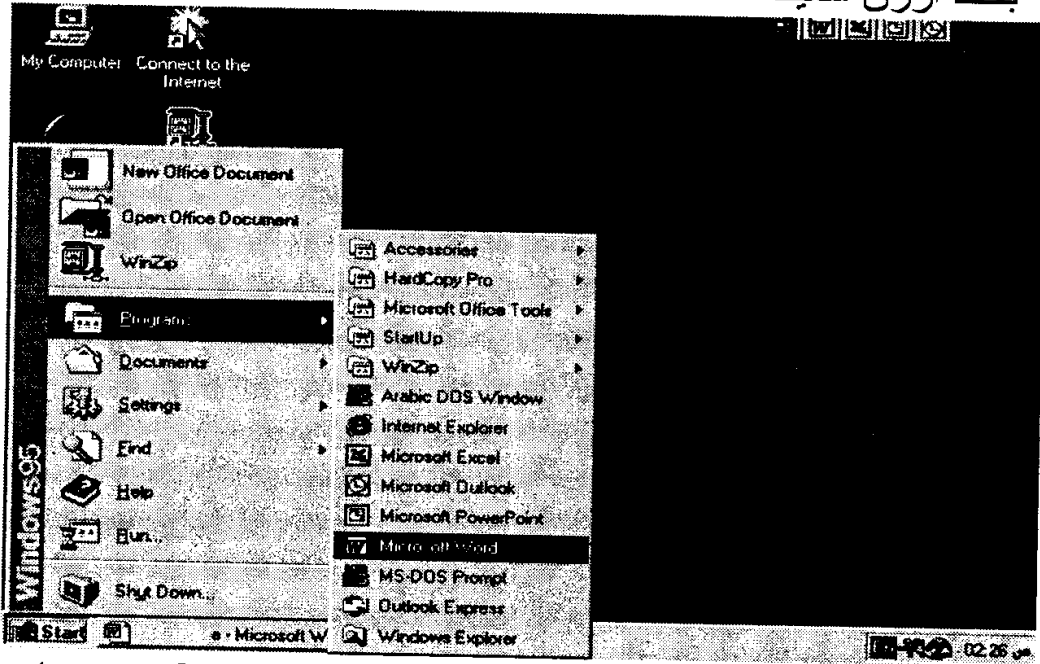 My Computer
Connect to the
Internet
New Office Document
Open Office Document
WinZip
Programs
Documents
Settings
Find
Help
Run...
Shut Down...
Windows95
Accessories
HardCopy Pro
Microsoft Office Tools
StartUp
WinZip
Arabic DOS Window
Internet Explorer
Microsoft Excel
Microsoft Outlook
Microsoft PowerPoint
Microsoft Word
MS-DOS Prompt
Outlook Express
Windows Explorer
Start
e - Microsoft W
02:26 ص